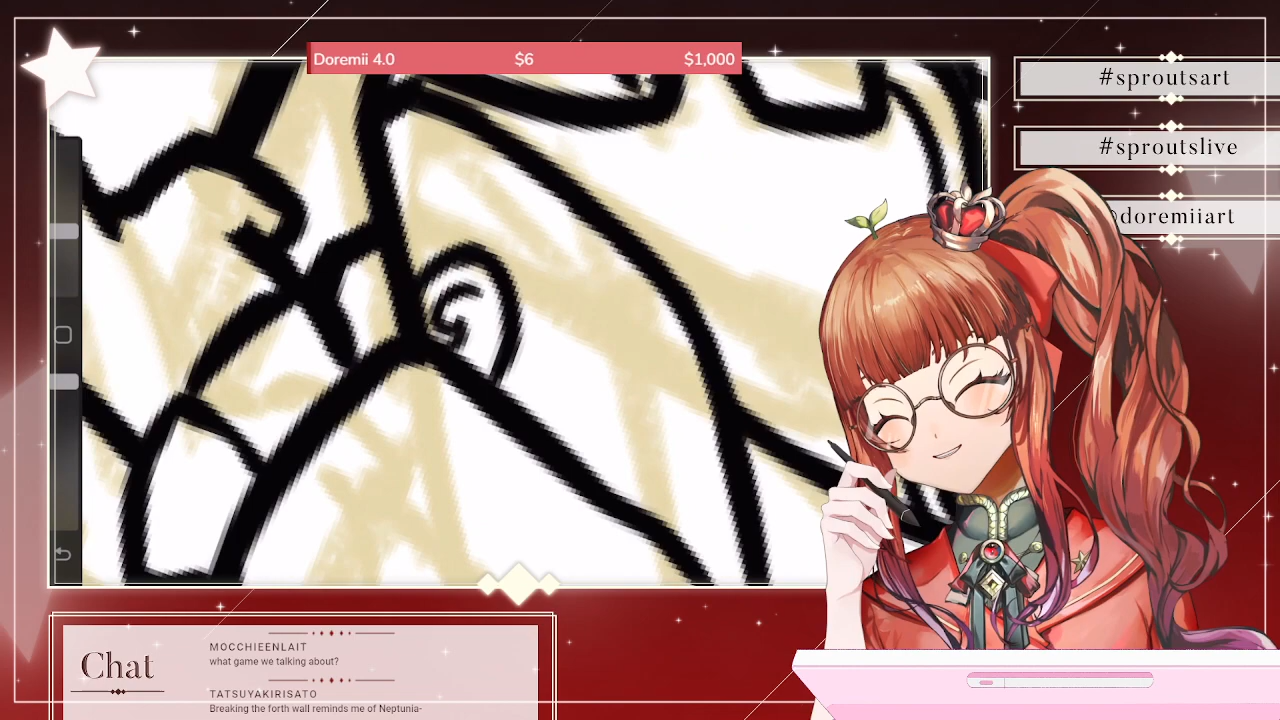 Doremii 4.0 $6 $1,000
#sproutsart
#sproutslive
@doremiiart
Chat
MOCCHIEENLAIT
what game we talking about?
TATSUYAKIRISATO
Breaking the forth wall reminds me of Neptunia-